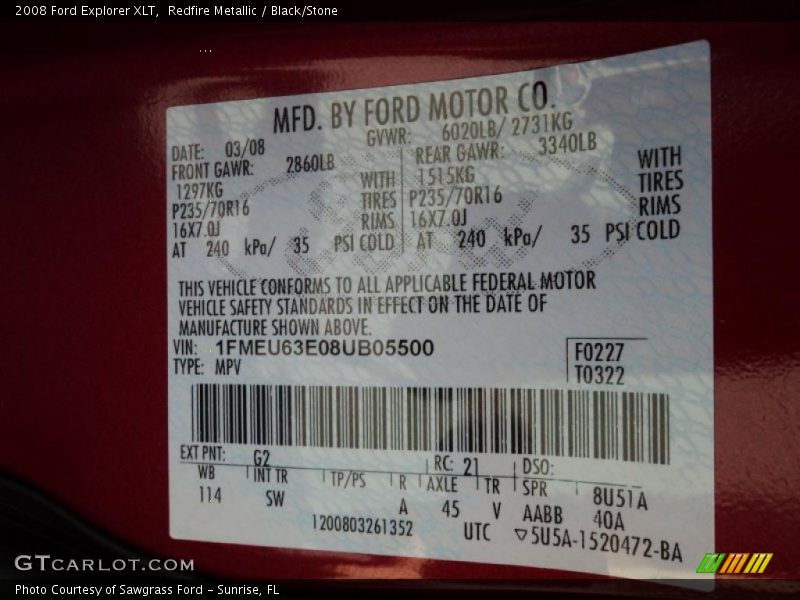 2008 Ford Explorer XLT, Redfire Metallic / Black/Stone
MFD. BY FORD MOTOR CO.
DATE: 03/08 GVWR: 6020LB/ 2731KG
FRONT GAWR: 2860LB REAR GAWR: 3340LB
1297KG WITH 1515KG WITH
P235/70R16 TIRES P235/70R16 TIRES
16X7.0J RIMS 16X7.0J RIMS
AT 240 kPa/ 35 PSI COLD AT 240 kPa/ 35 PSI COLD
THIS VEHICLE CONFORMS TO ALL APPLICABLE FEDERAL MOTOR
VEHICLE SAFETY STANDARDS IN EFFECT ON THE DATE OF
MANUFACTURE SHOWN ABOVE.
VIN: 1FMEU63E08UB05500 F0227
TYPE: MPV T0322
EXT PNT: G2 RC: 21 DSO:
WB INT TR TP/PS R AXLE TR SPR 8U51A
114 SW A 45 V AABB 40A
1200803261352 UTC ▽5U5A-1520472-BA
GTCARLOT.COM
Photo Courtesy of Sawgrass Ford - Sunrise, FL